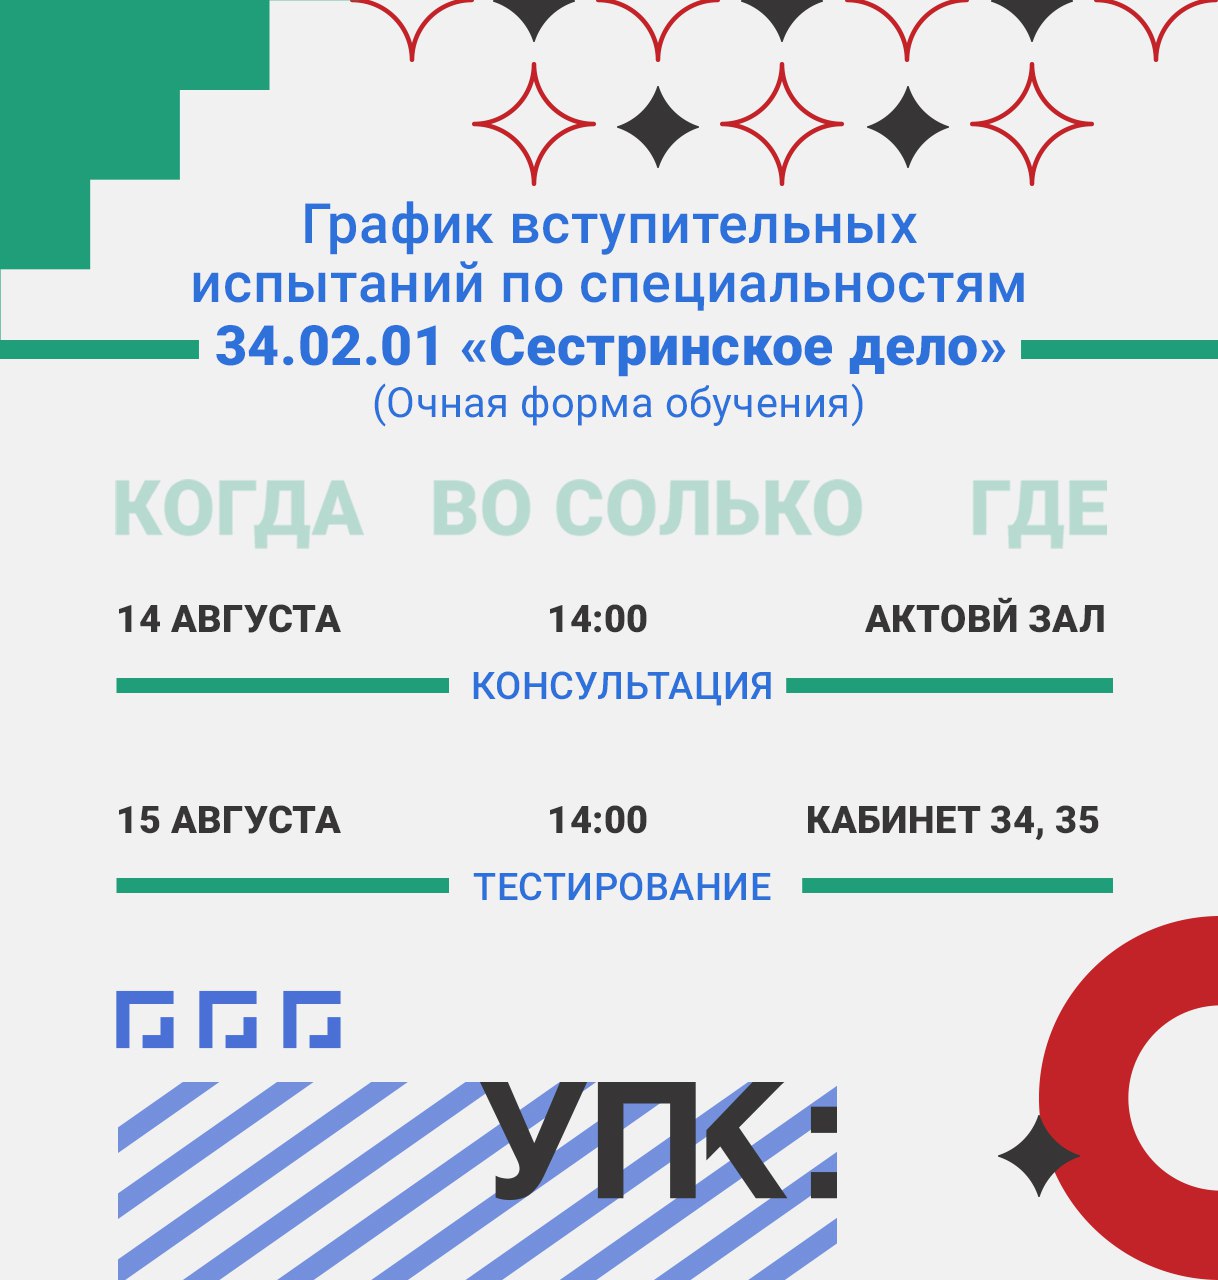 График вступительных
испытаний по специальностям
34.02.01 «Сестринское дело»
(Очная форма обучения)
КОГДА ВО СОЛЬКО ГДЕ
14 АВГУСТА 14:00 АКТОВЙ ЗАЛ
КОНСУЛЬТАЦИЯ
15 АВГУСТА 14:00 КАБИНЕТ 34, 35
ТЕСТИРОВАНИЕ
УПК: